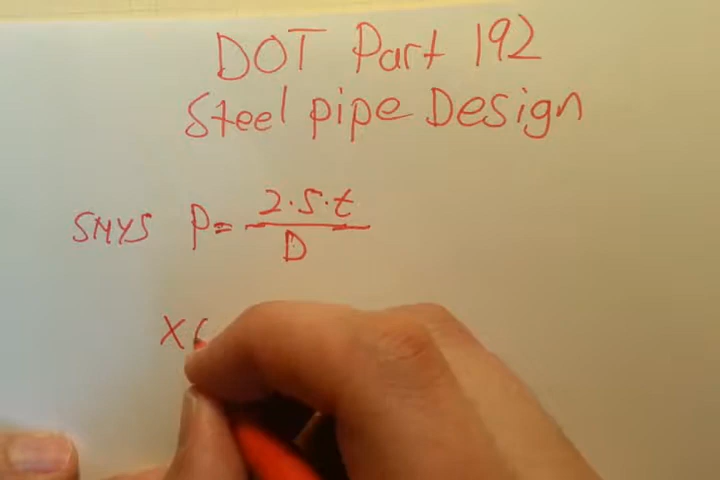 DOT Part 192
Steel pipe Design
SMYS P = 2·S·t / D
X